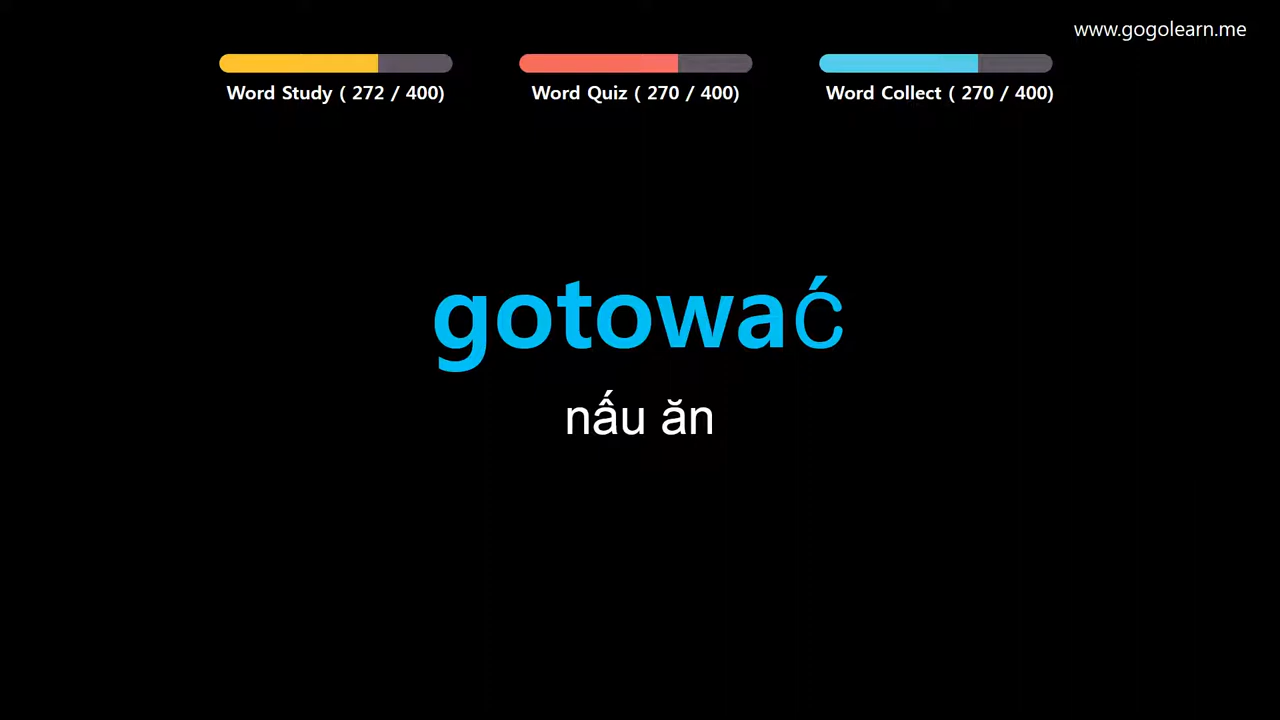 www.gogolearn.me
Word Study ( 272 / 400)
Word Quiz ( 270 / 400)
Word Collect ( 270 / 400)
gotować
nấu ăn